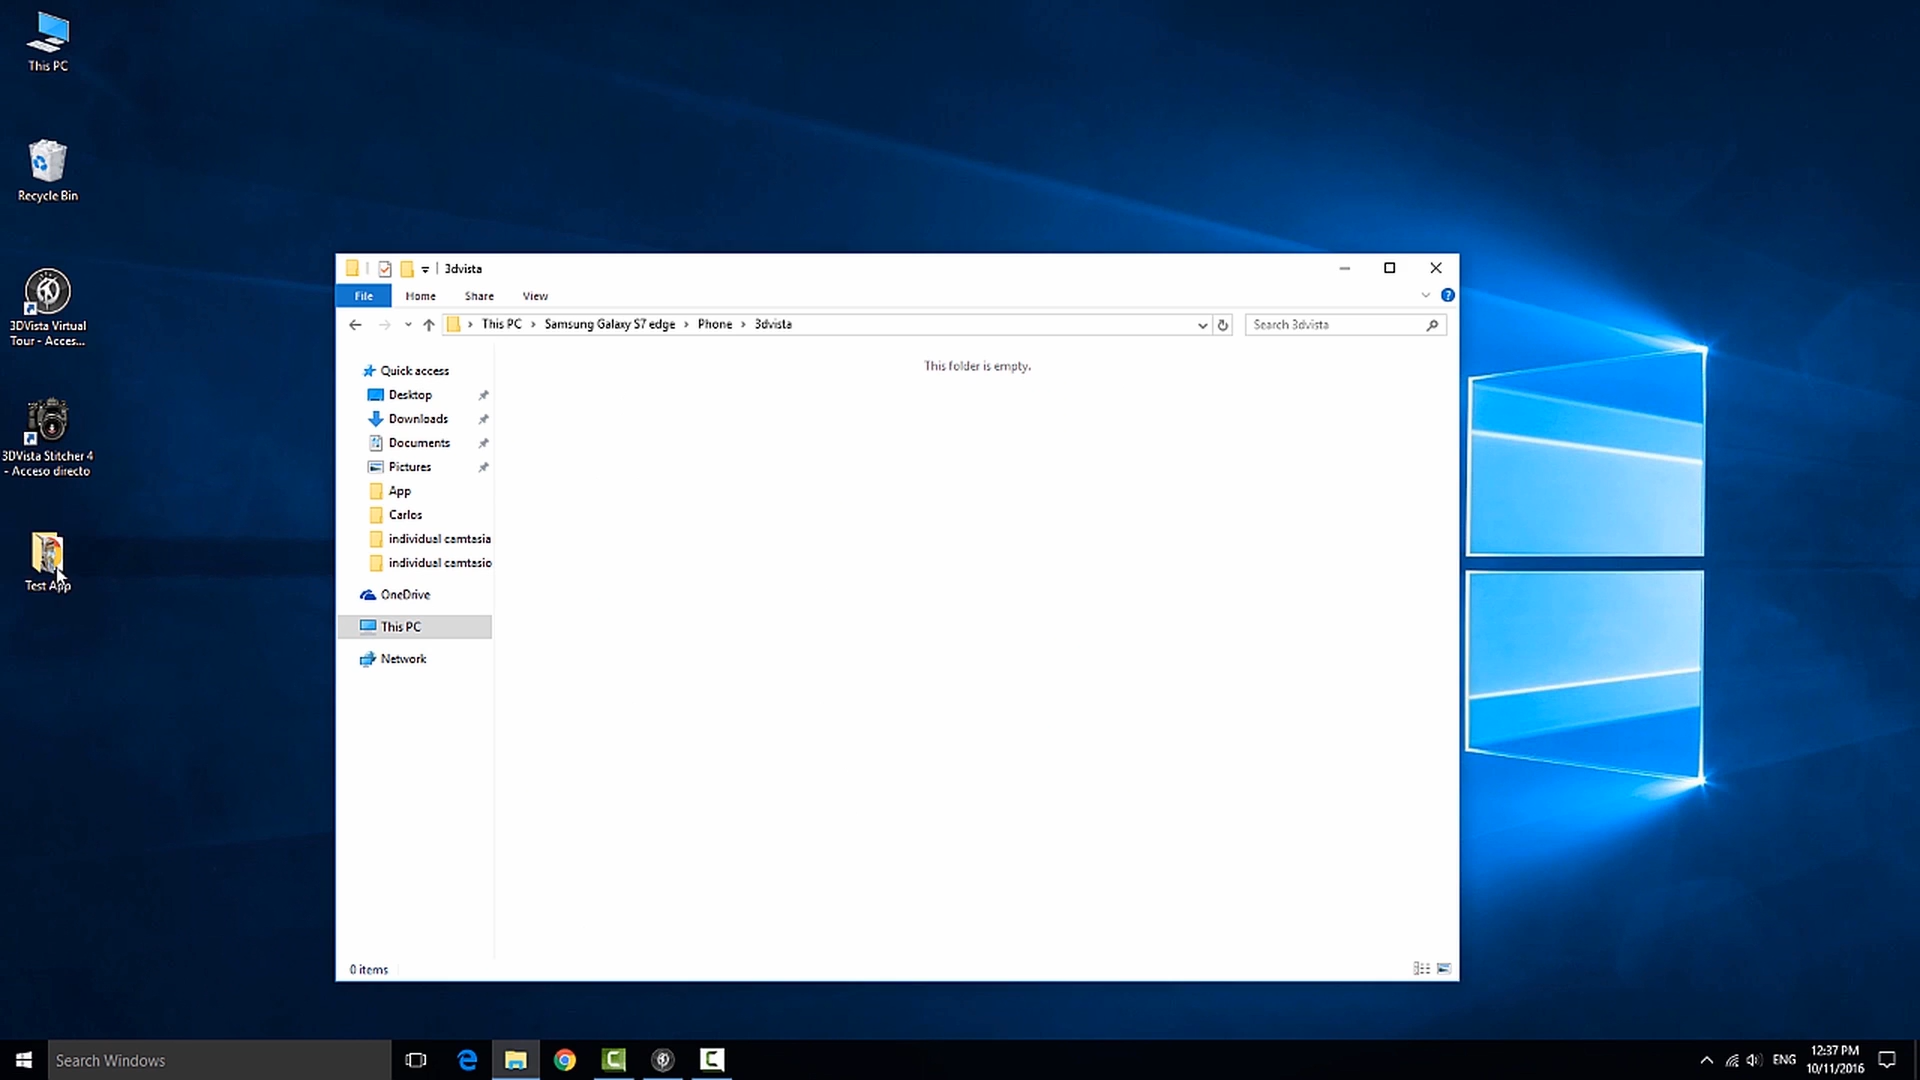 This PC
Recycle Bin
3DVista Virtual
Tour - Acces...
3DVista Stitcher 4
- Acceso directo
Test App
3dvista
File Home Share View
This PC Samsung Galaxy S7 edge Phone 3dvista
Search 3dvista
Quick access
Desktop
Downloads
Documents
Pictures
App
Carlos
individual camtasia
individual camtasio
OneDrive
This PC
Network
This folder is empty.
0 items
Search Windows
ENG
12:37 PM
10/11/2016